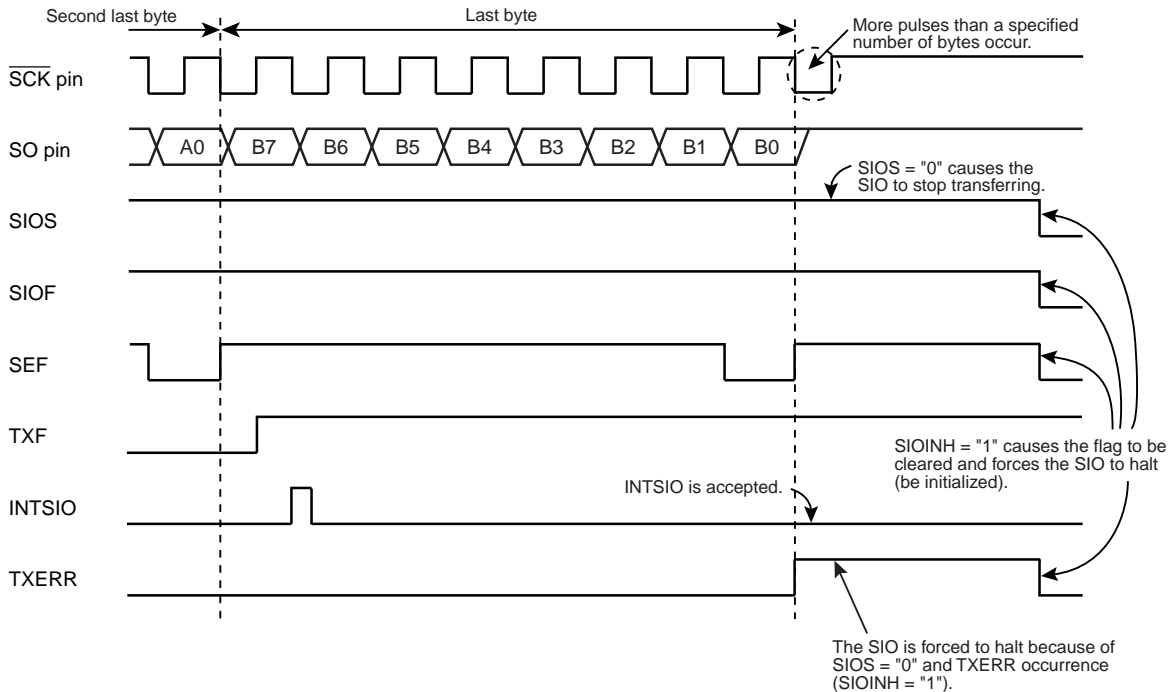 Second last byte
Last byte
More pulses than a specified
number of bytes occur.
SCK pin
SO pin
A0
B7
B6
B5
B4
B3
B2
B1
B0
SIOS = "0" causes the
SIO to stop transferring.
SIOS
SIOF
SEF
TXF
SIOINH = "1" causes the flag to be
cleared and forces the SIO to halt
(be initialized).
INTSIO is accepted.
INTSIO
TXERR
The SIO is forced to halt because of
SIOS = "0" and TXERR occurrence
(SIOINH = "1").